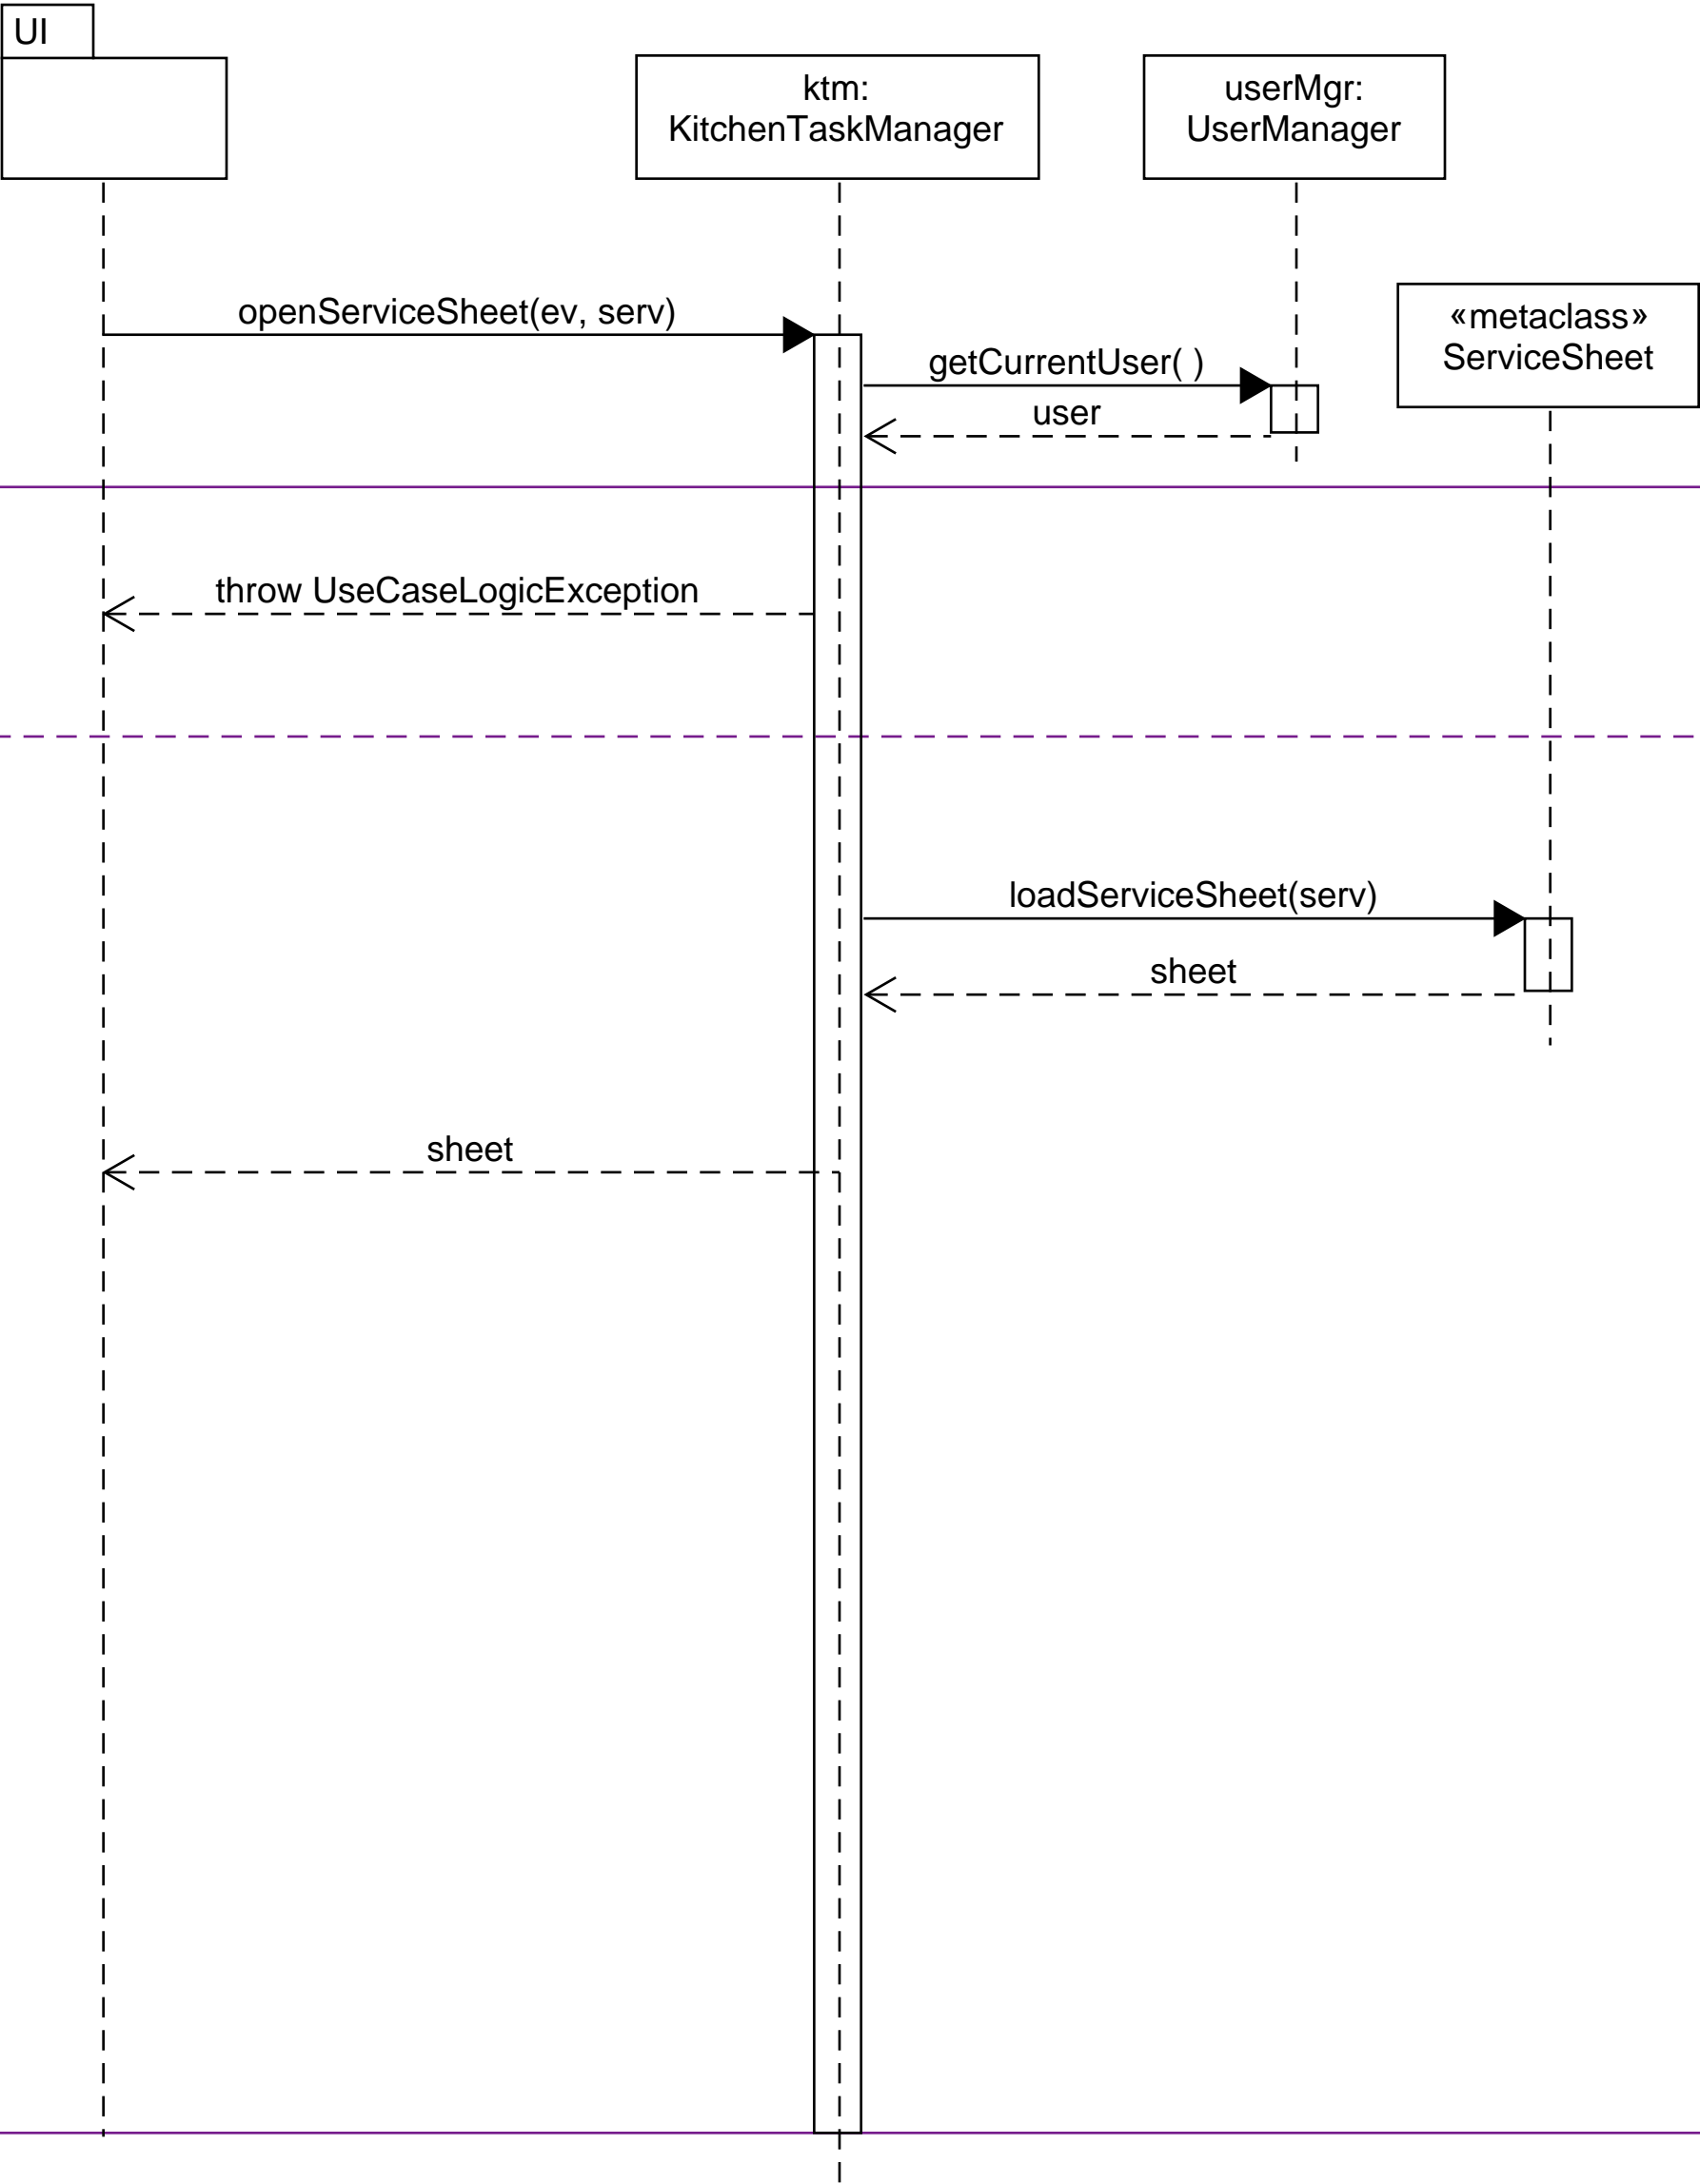 UI
ktm:
KitchenTaskManager
userMgr:
UserManager
openServiceSheet(ev, serv)
«metaclass»
ServiceSheet
getCurrentUser( )
user
throw UseCaseLogicException
loadServiceSheet(serv)
sheet
sheet